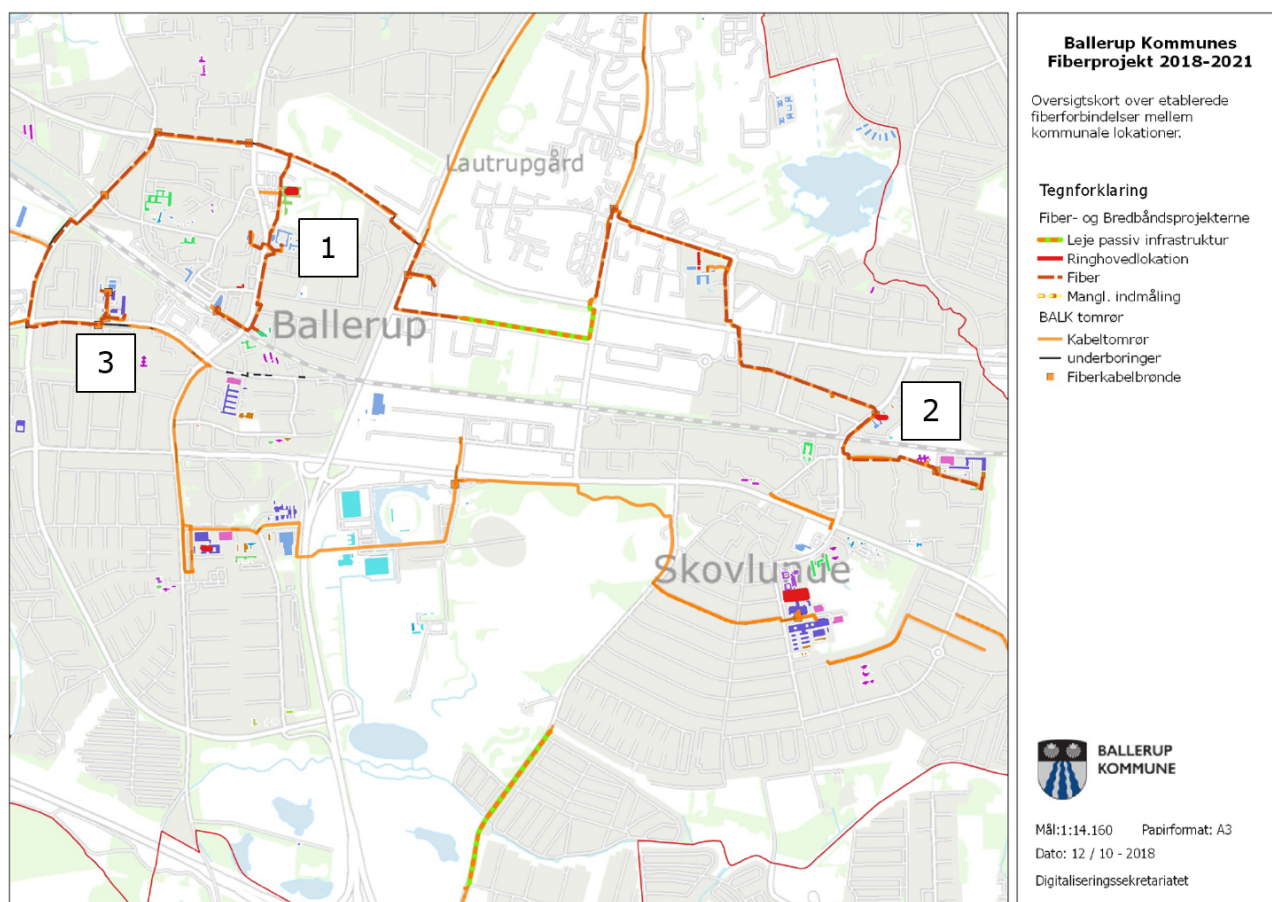 Lautrupgård
1
Ballerup
3
2
Skovlunde
Ballerup Kommunes
Fiberprojekt 2018-2021
Oversigtskort over etablerede
fiberforbindelser mellem
kommunale lokationer.
Tegnforklaring
Fiber- og Bredbåndsprojekterne
Leje passiv infrastruktur
Ringhovedlokation
Fiber
Mangl. indmåling
BALK tomrør
Kabeltomrør
underboringer
Fiberkabelbrønde
BALLERUP
KOMMUNE
Mål:1:14.160 Papirformat: A3
Dato: 12 / 10 - 2018
Digitaliseringssekretariatet